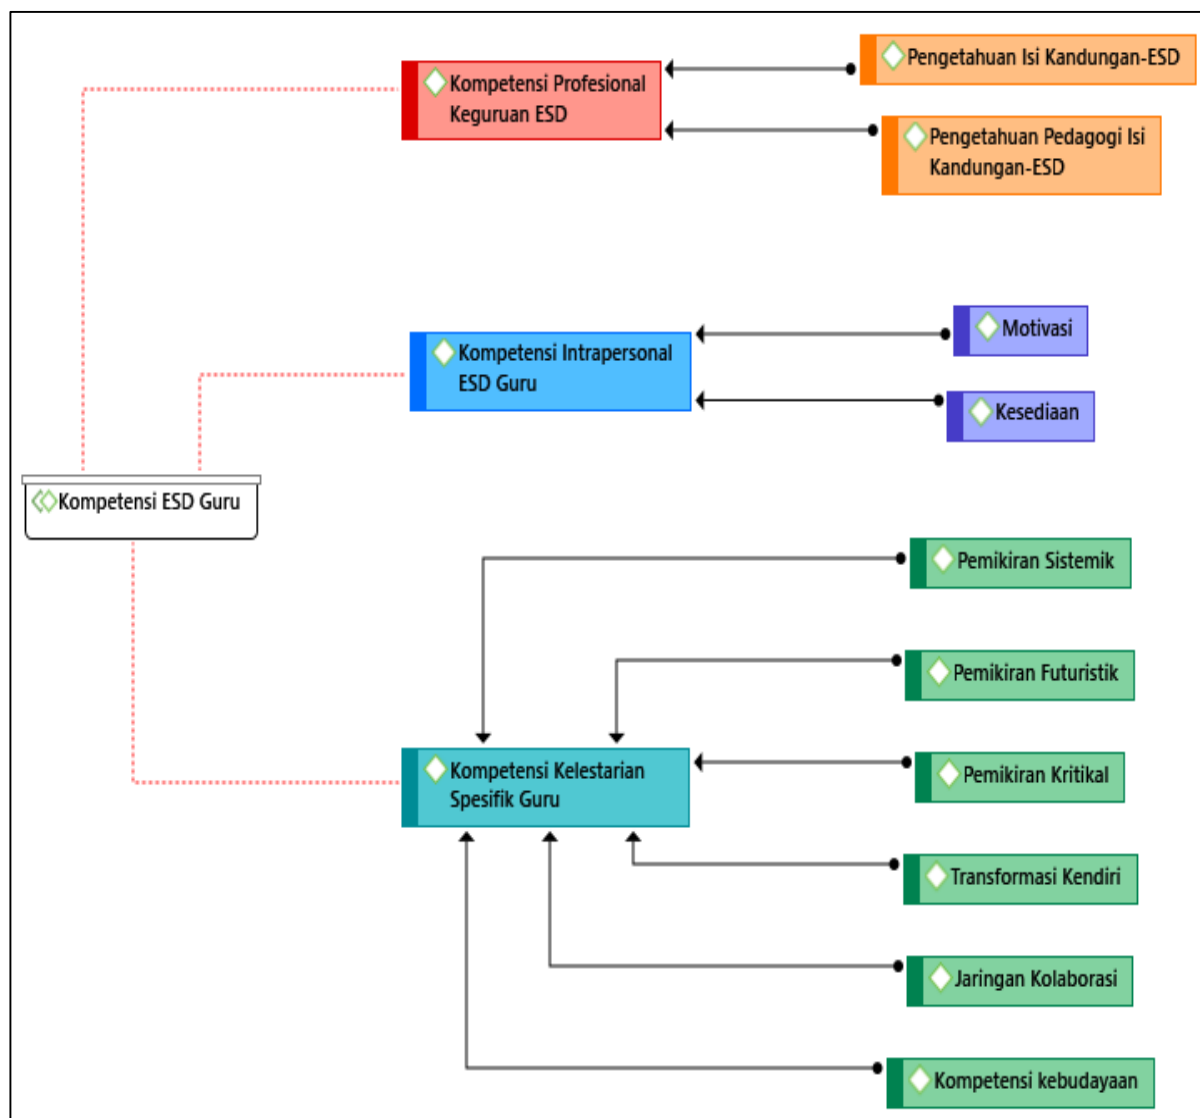 Kompetensi Profesional
Keguruan ESD
Pengetahuan Isi Kandungan-ESD
Pengetahuan Pedagogi Isi
Kandungan-ESD
Kompetensi Intrapersonal
ESD Guru
Motivasi
Kesediaan
Kompetensi ESD Guru
Pemikiran Sistemik
Pemikiran Futuristik
Kompetensi Kelestarian
Spesifik Guru
Pemikiran Kritikal
Transformasi Kendiri
Jaringan Kolaborasi
Kompetensi kebudayaan